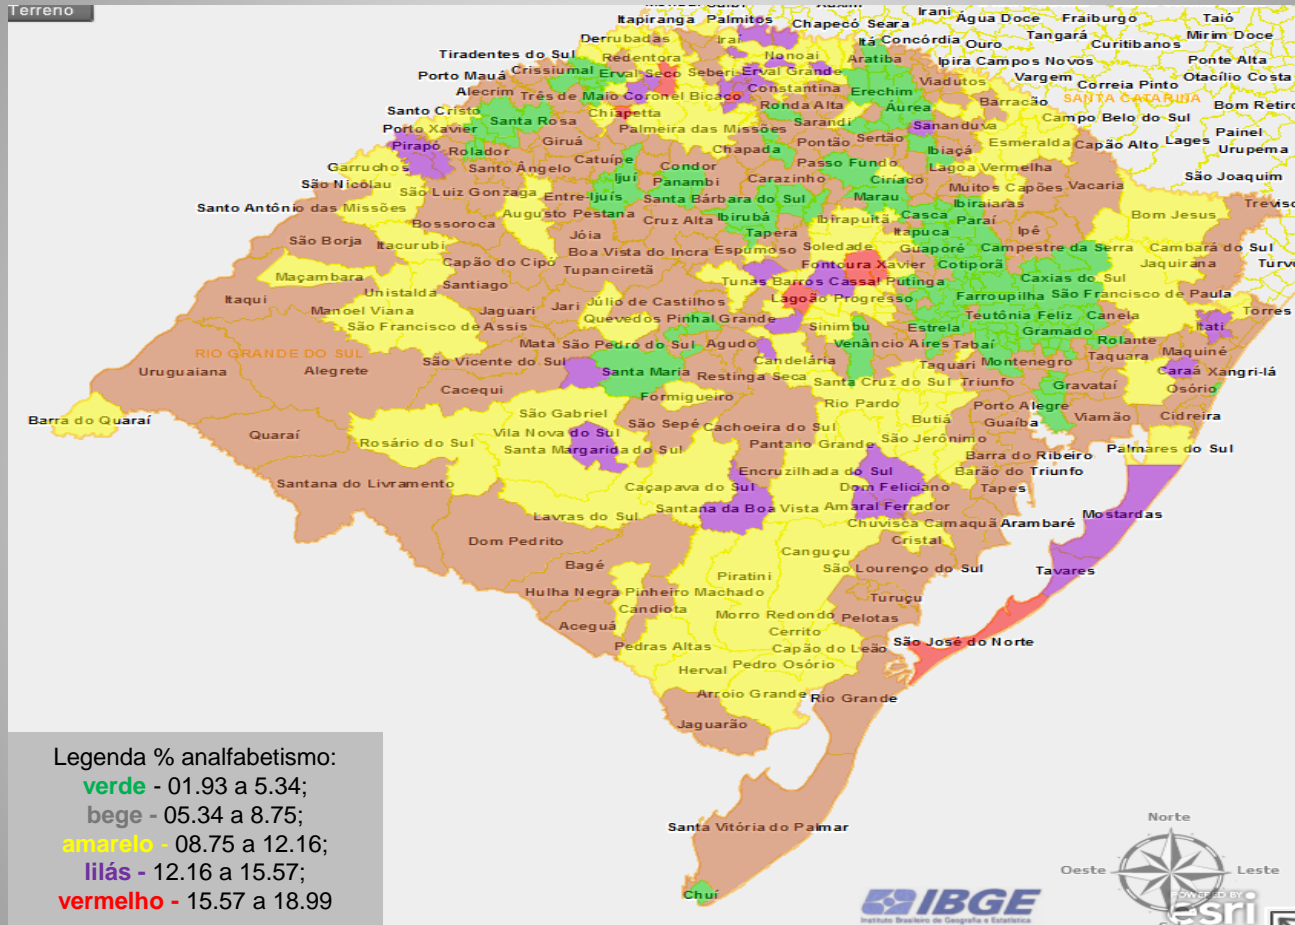 Terreno
Itapiranga Palmitos
Chapecó Seara
Irani
Água Doce
Fraiburgo
Taió
Derrubadas
Iraí
Itá Concórdia
Ouro
Tangará
Curitibanos
Mirim Doce
Tiradentes do Sul
Redentora
Nonoai
Aratiba
Ipira Campos Novos
Ponte Alta
Porto Mauá
Crissiumal
Erval Seco
Seberi
Erval Grande
Viadutos
Vargem
Otacílio Costa
Alecrim
Três de Maio
Coronel Bicaco
Constantina
Erechim
Correia Pinto
Santo Cristo
Chiapetta
Ronda Alta
Áurea
Barracão
SANTA CATARINA
Bom Retiro
Porto Xavier
Santa Rosa
Palmeira das Missões
Sarandi
Sananduva
Campo Belo do Sul
Painel
Pirapó
Rolador
Giruá
Chapada
Pontão
Sertão
Ibiaçá
Esmeralda
Capão Alto
Lages
Urupema
Garruchos
Santo Ângelo
Catuípe
Condor
Passo Fundo
Lagoa Vermelha
São Joaquim
São Nicolau
São Luiz Gonzaga
Ijuí
Panambi
Carazinho
Ciríaco
Muitos Capões
Vacaria
Santo Antônio das Missões
Entre-Ijuís
Santa Bárbara do Sul
Marau
Ibiraiaras
Treviso
Bossoroca
Augusto Pestana
Cruz Alta
Ibirubá
Ibirapuitã
Casca
Paraí
Bom Jesus
São Borja
Itacurubi
Jóia
Tapera
Itapuca
Ipê
Boa Vista do Incra
Espumoso
Soledade
Guaporé
Campestre da Serra
Cambará do Sul
Maçambara
Capão do Cipó
Tupanciretã
Fontoura Xavier
Cotiporã
Jaquirana
Unistalda
Santiago
Tunas
Barros Cassal
Putinga
Caxias do Sul
Itaqui
Manoel Viana
Jaguari
Jari
Júlio de Castilhos
Lagoão
Progresso
Farroupilha
São Francisco de Paula
Quevedos
Pinhal Grande
Teutônia
Feliz
Canela
Torres
São Francisco de Assis
Sinimbu
Estrela
Gramado
Itati
RIO GRANDE DO SUL
Mata
São Pedro do Sul
Agudo
Venâncio Aires
Tabaí
Rolante
Maquiné
São Vicente do Sul
Candelária
Taquari
Montenegro
Taquara
Uruguaiana
Alegrete
Santa Maria
Restinga Seca
Santa Cruz do Sul
Triunfo
Gravataí
Caraá
Xangri-lá
Cacequi
Formigueiro
Osório
Rio Pardo
Porto Alegre
Barra do Quaraí
São Gabriel
São Sepé
Cachoeira do Sul
Butiá
Guaíba
Viamão
Cidreira
Quaraí
Rosário do Sul
Vila Nova do Sul
Pantano Grande
São Jerônimo
Santa Margarida do Sul
Barra do Ribeiro
Palmares do Sul
Santana do Livramento
Encruzilhada do Sul
Barão do Triunfo
Caçapava do Sul
Dom Feliciano
Tapes
Lavras do Sul
Santana da Boa Vista
Amaral Ferrador
Mostardas
Chuvisca
Camaquã
Arambaré
Dom Pedrito
Cristal
Canguçu
Bagé
São Lourenço do Sul
Tavares
Piratini
Hulha Negra
Pinheiro Machado
Turuçu
Candiota
Morro Redondo
Pelotas
Aceguá
Cerrito
São José do Norte
Pedras Altas
Capão do Leão
Herval
Pedro Osório
Arroio Grande
Rio Grande
Jaguarão
Santa Vitória do Palmar
Chuí
Legenda % analfabetismo:
verde - 01.93 a 5.34;
bege - 05.34 a 8.75;
amarelo - 08.75 a 12.16;
lilás - 12.16 a 15.57;
vermelho - 15.57 a 18.99
Norte
Oeste
Leste
IBGE
Instituto Brasileiro de Geografia e Estatística
POWERED BY
esri